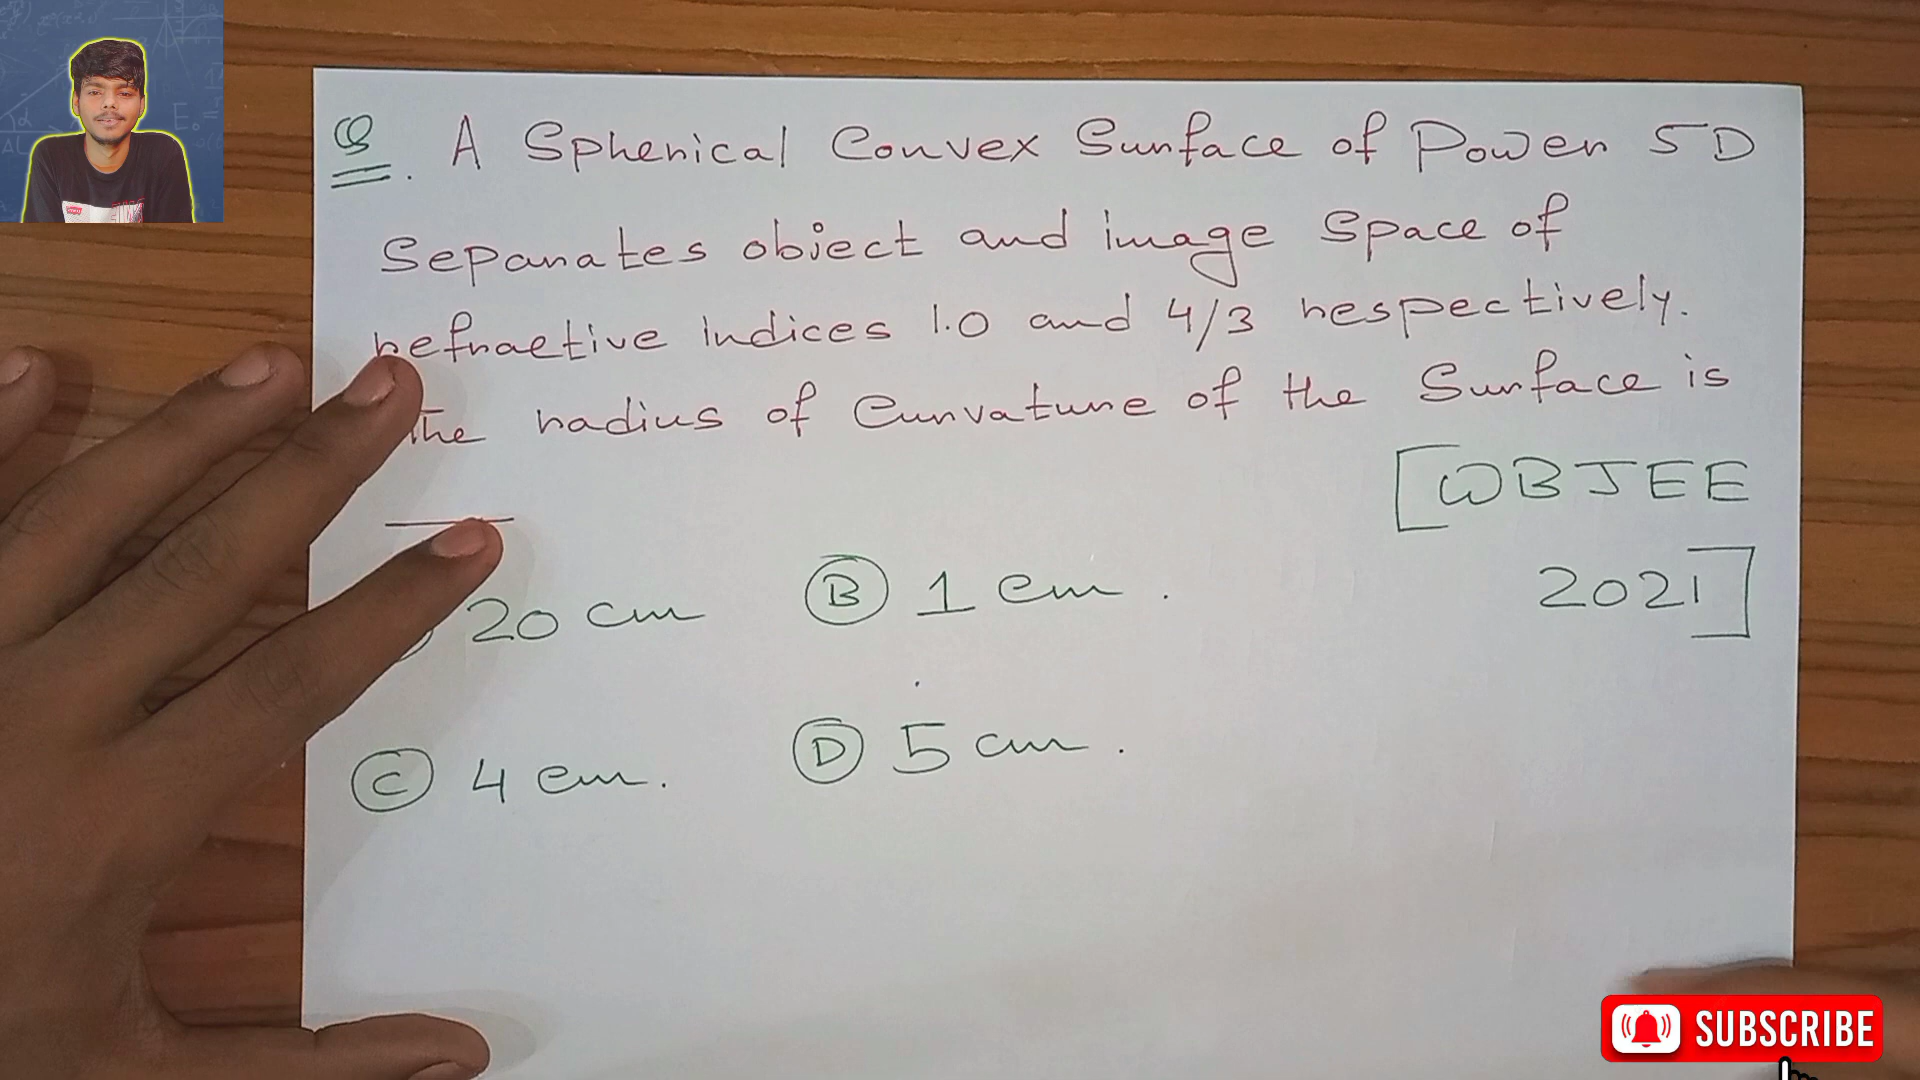 Q. A Spherical Convex Surface of Power 5D
Separates object and image Space of
refractive indices 1.0 and 4/3 respectively.
The radius of Curvature of the Surface is
[WBJEE
2021]
20 cm
B 1 cm.
C 4 cm.
D 5 cm.
SUBSCRIBE